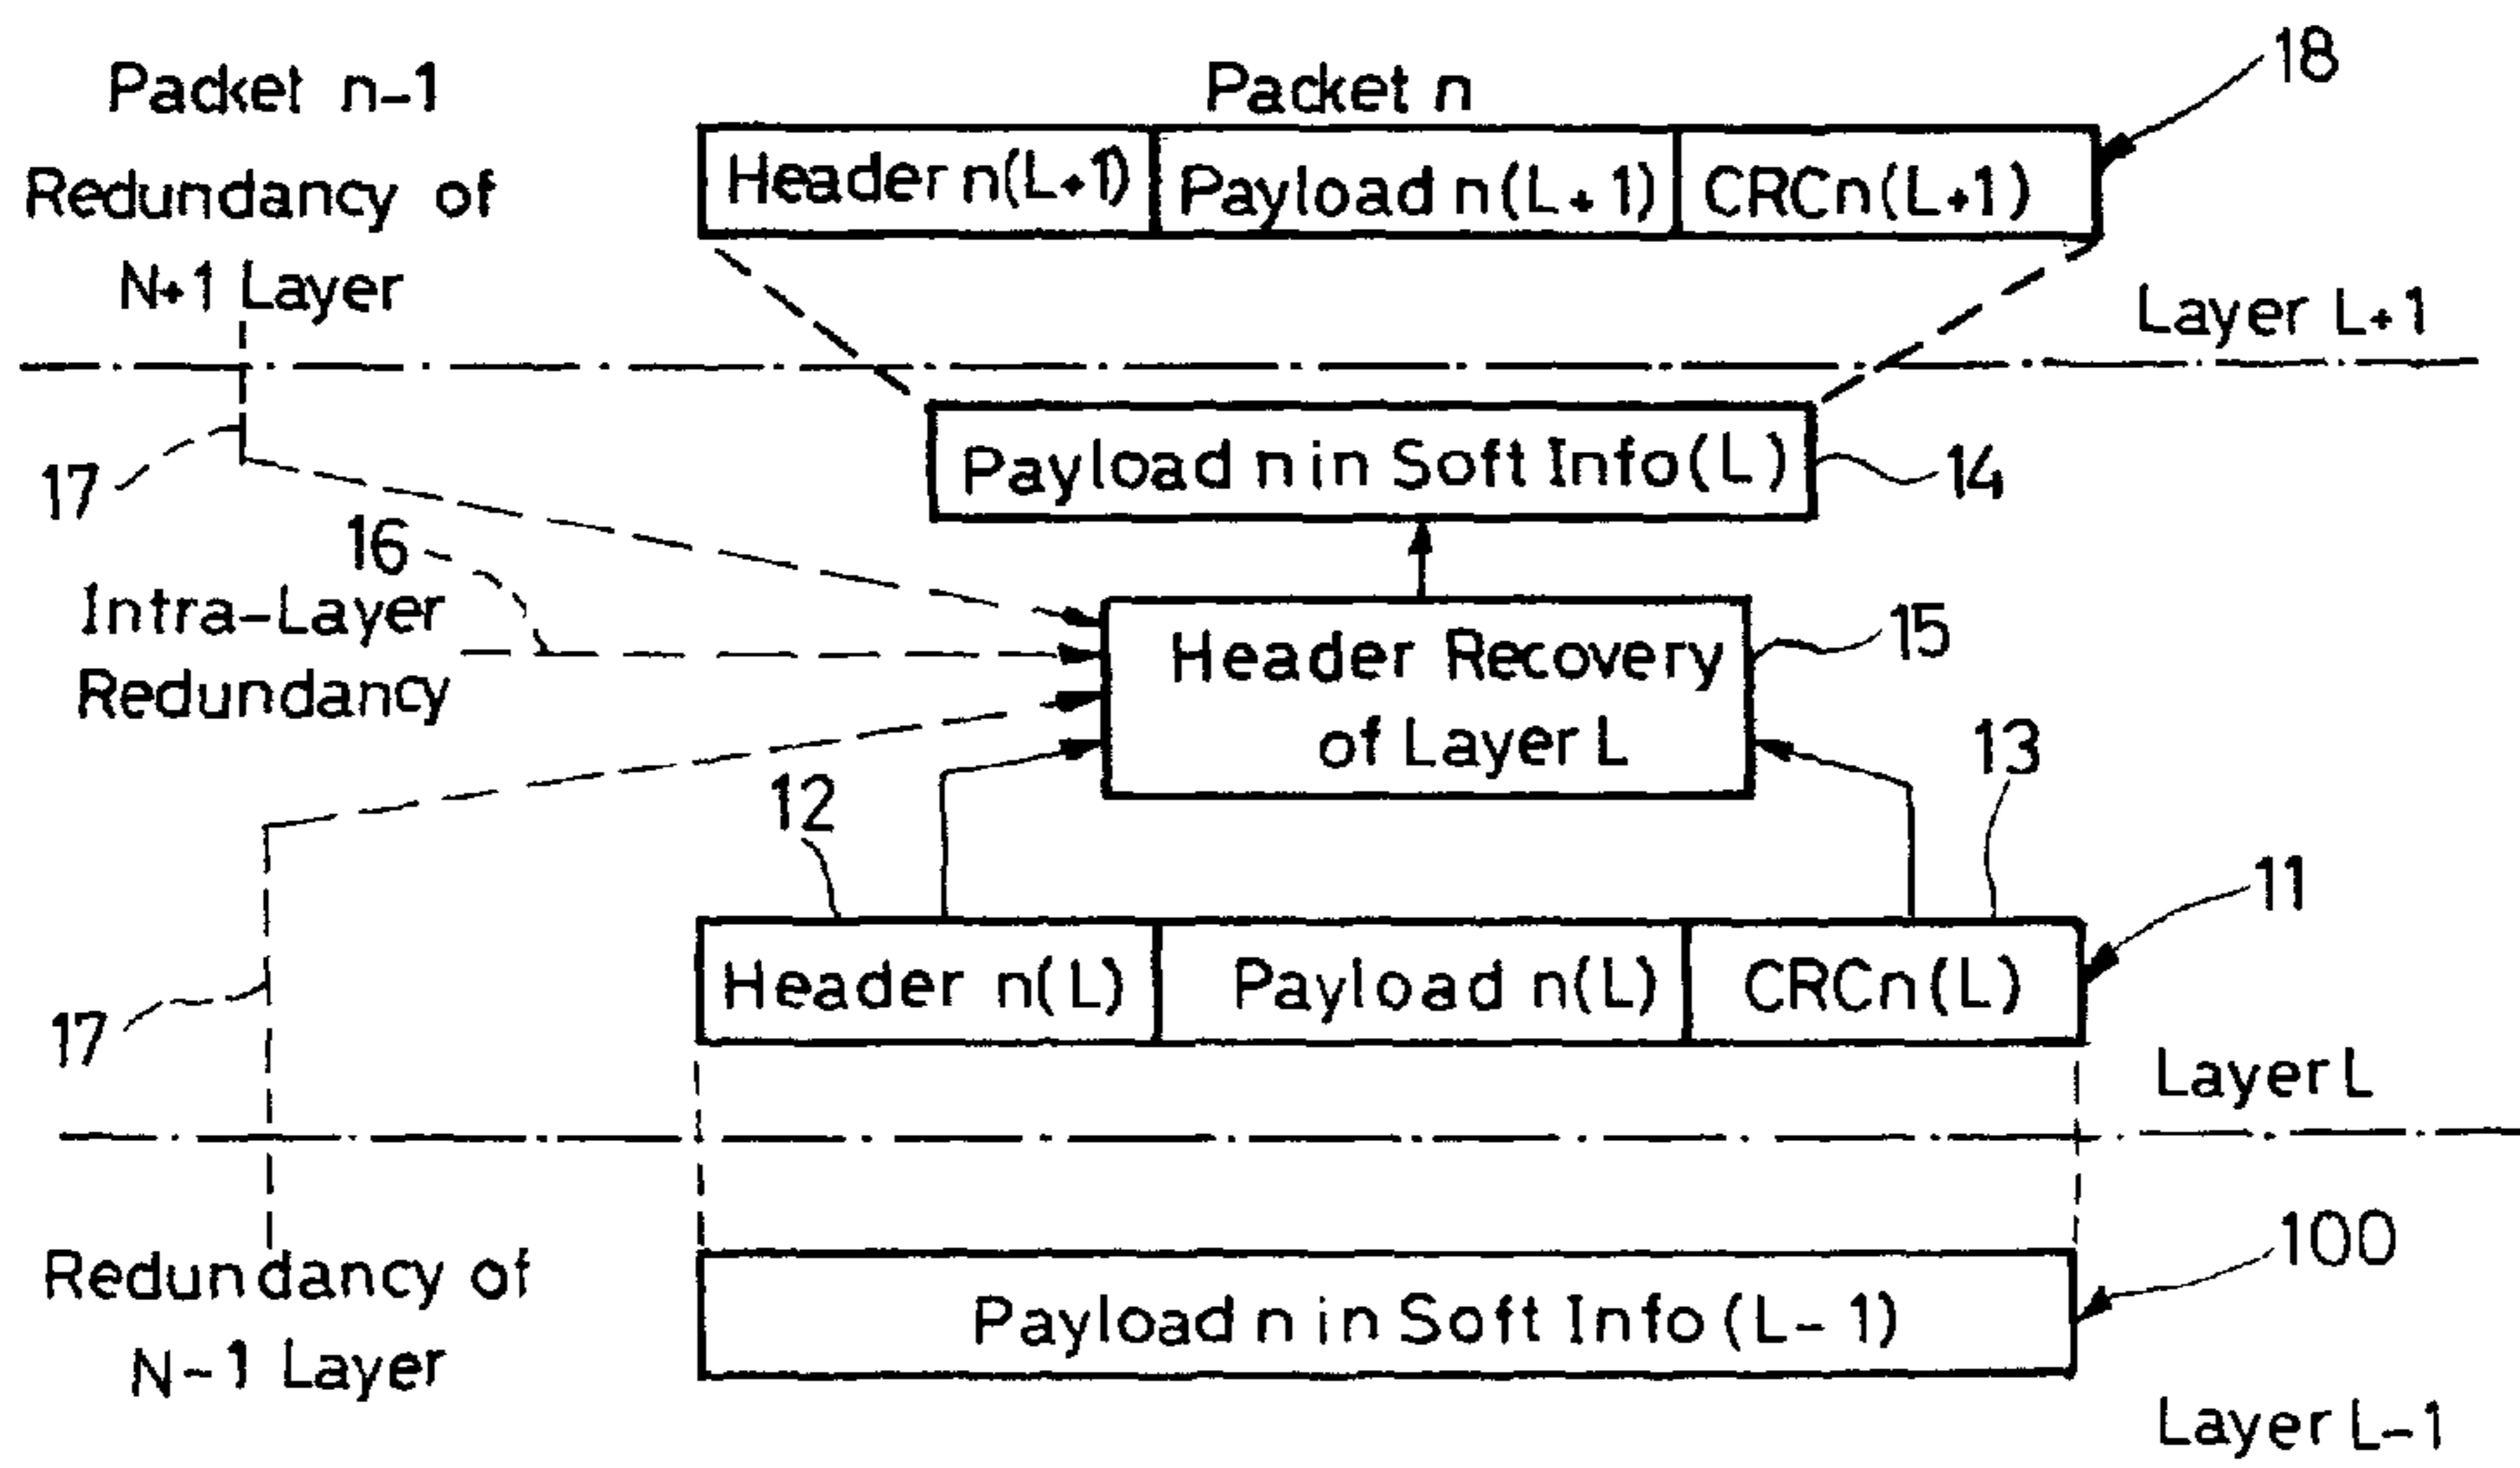 Packet n-1
Packet n
18
Redundancy of
N+1 Layer
Header n(L+1)
Payload n(L+1)
CRCn(L+1)
Layer L+1
17
Payload n in Soft Info(L)
14
16
Intra-Layer
Redundancy
Header Recovery
of Layer L
15
12
13
11
Header n(L)
Payload n(L)
CRCn(L)
17
Layer L
Redundancy of
N-1 Layer
Payload n in Soft Info(L-1)
100
Layer L-1